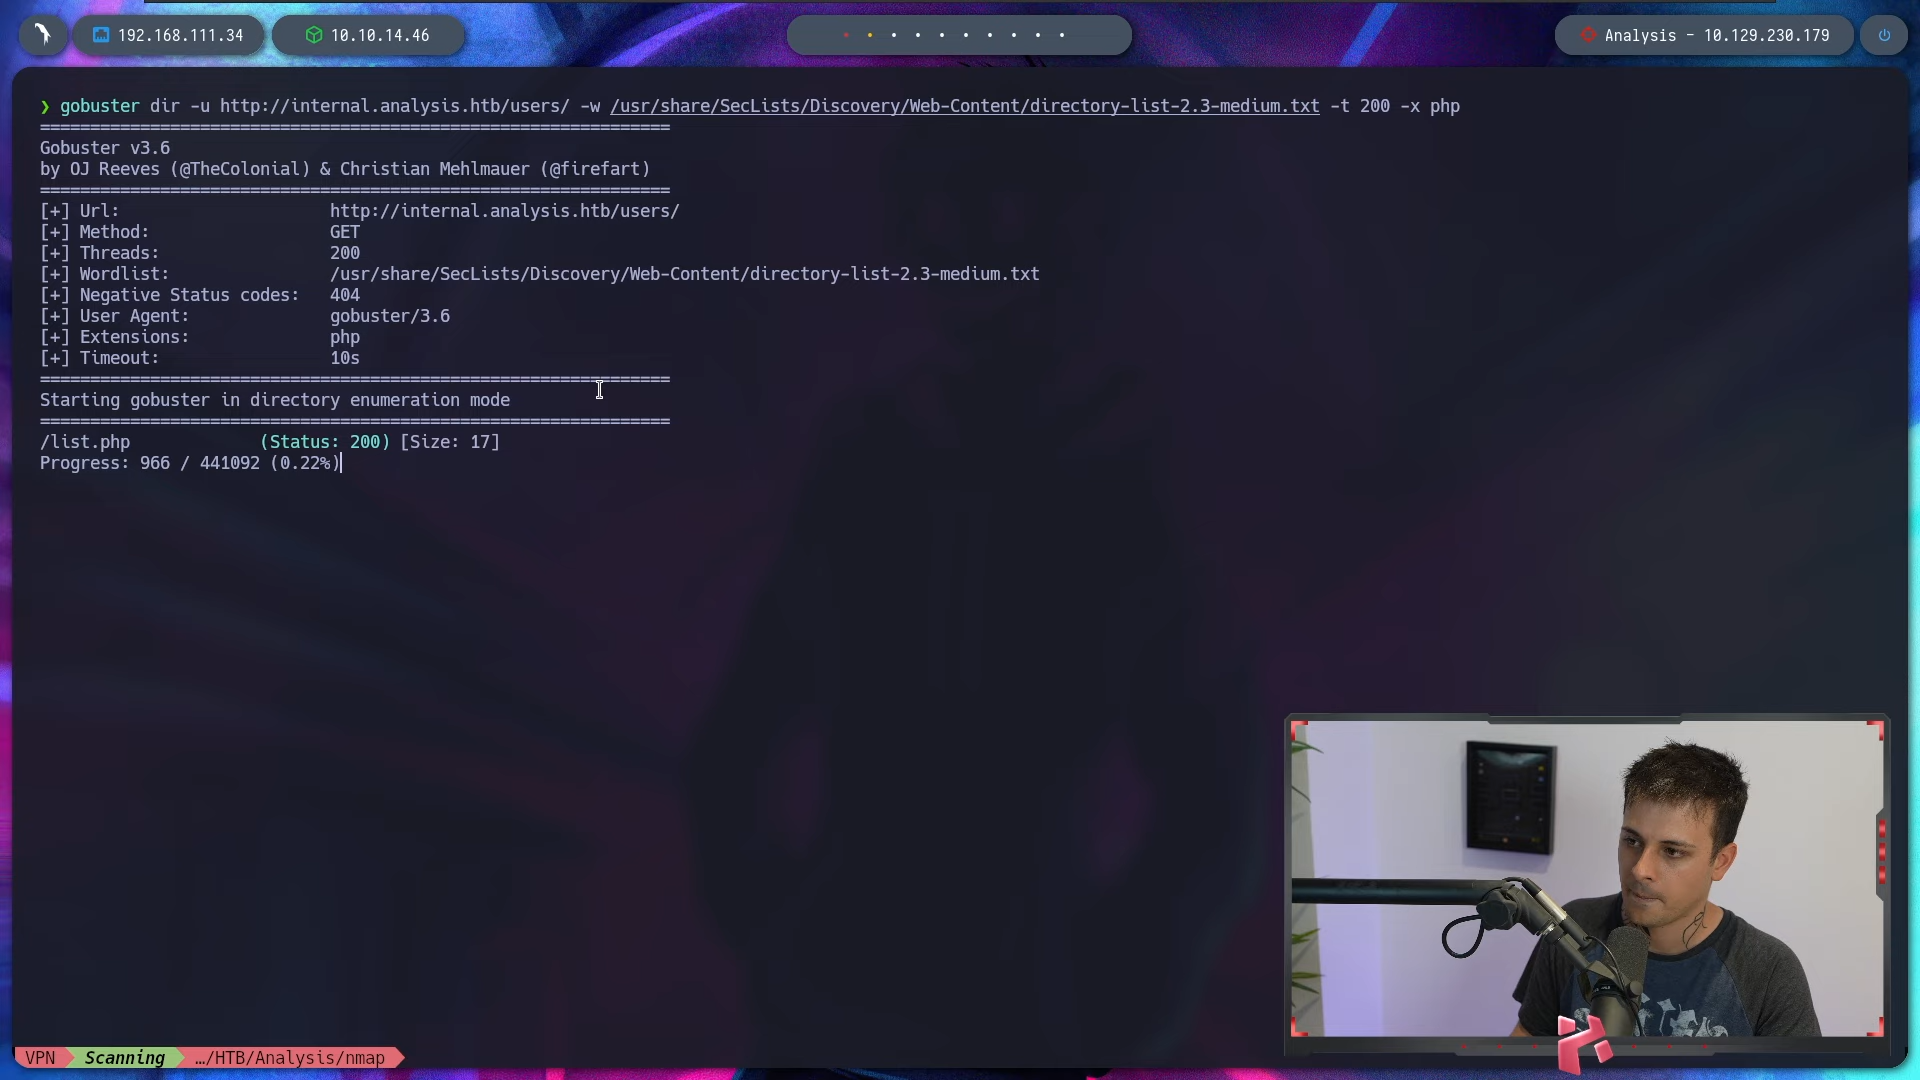 192.168.111.34
10.10.14.46
Analysis - 10.129.230.179
❯ gobuster dir -u http://internal.analysis.htb/users/ -w /usr/share/SecLists/Discovery/Web-Content/directory-list-2.3-medium.txt -t 200 -x php
===============================================================
Gobuster v3.6
by OJ Reeves (@TheColonial) & Christian Mehlmauer (@firefart)
===============================================================
[+] Url:                     http://internal.analysis.htb/users/
[+] Method:                  GET
[+] Threads:                 200
[+] Wordlist:                /usr/share/SecLists/Discovery/Web-Content/directory-list-2.3-medium.txt
[+] Negative Status codes:   404
[+] User Agent:              gobuster/3.6
[+] Extensions:              php
[+] Timeout:                 10s
===============================================================
Starting gobuster in directory enumeration mode
===============================================================
/list.php             (Status: 200) [Size: 17]
Progress: 966 / 441092 (0.22%)
VPN Scanning …/HTB/Analysis/nmap